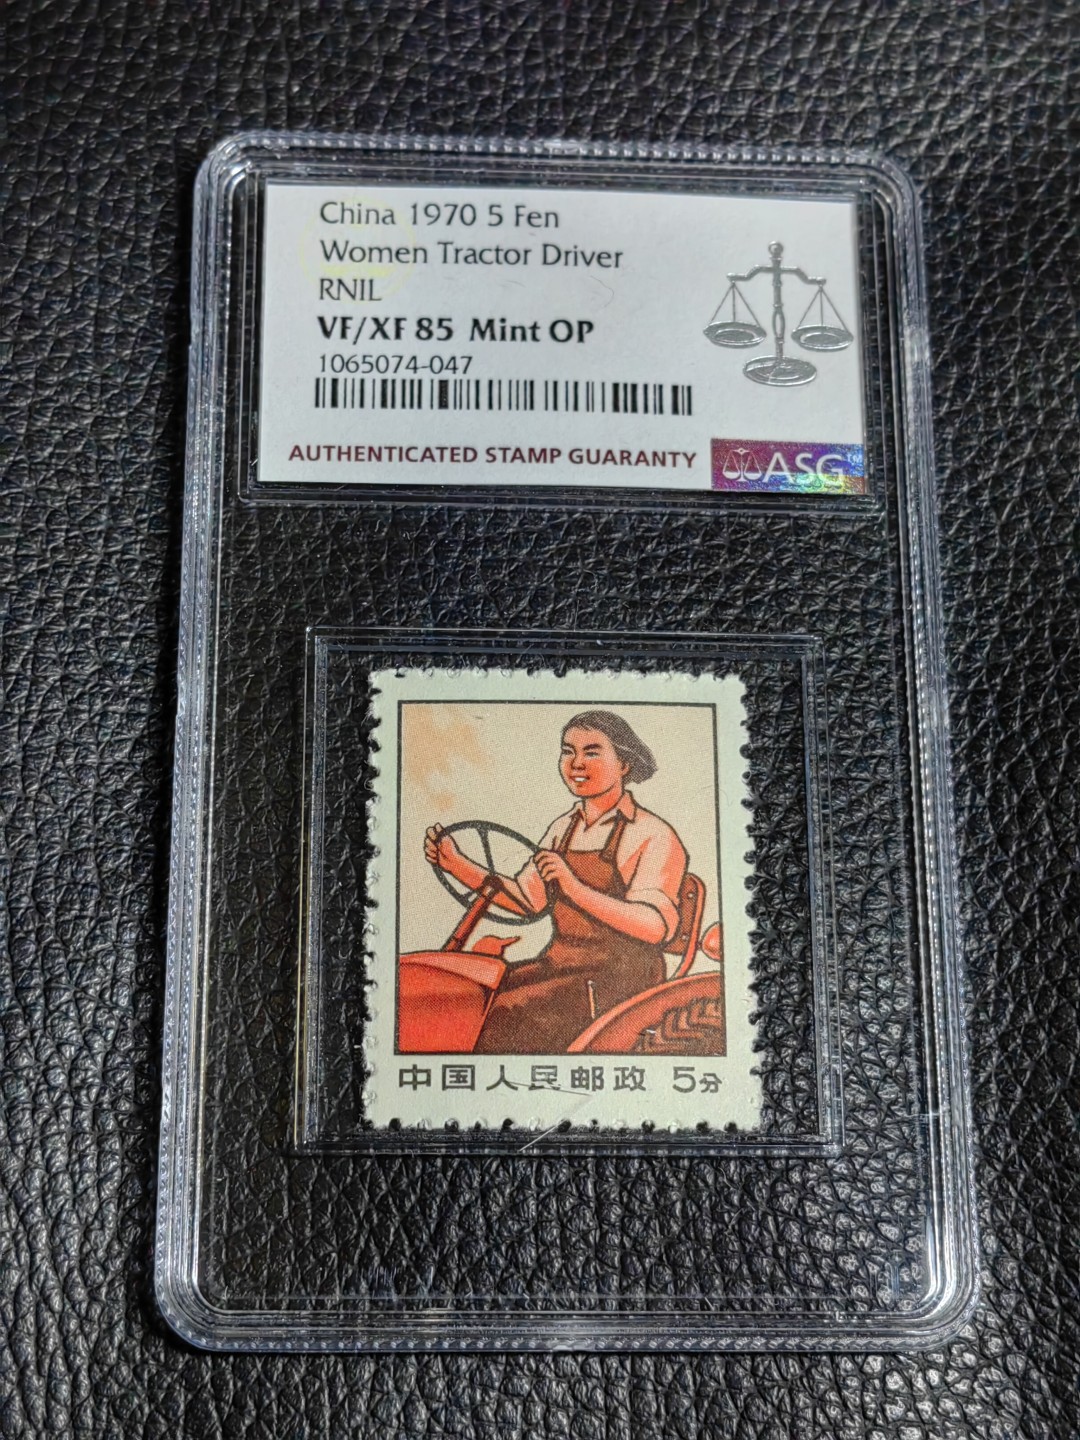 China 1970 5 Fen
Women Tractor Driver
RNIL
VF/XF 85 Mint OP
1065074-047
AUTHENTICATED STAMP GUARANTY
ASG™
中国人民邮政 5分